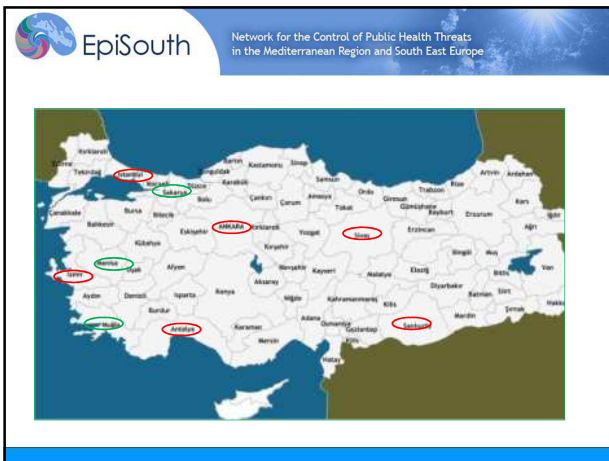 EpiSouth
Network for the Control of Public Health Threats
in the Mediterranean Region and South East Europe
Kırklareli
Edirne
Tekirdağ
İstanbul
Kocaeli
Sakarya
Düzce
Zonguldak
Bartın
Karabük
Kastamonu
Sinop
Samsun
Ordu
Giresun
Trabzon
Rize
Artvin
Ardahan
Kars
Çanakkale
Balıkesir
Bursa
Bilecik
Bolu
Çankırı
Çorum
Amasya
Tokat
Gümüşhane
Bayburt
Erzurum
Iğdır
Ağrı
Kütahya
Eskişehir
ANKARA
Kırıkkale
Yozgat
Sivas
Erzincan
Kırşehir
Manisa
Uşak
Afyon
İzmir
Nevşehir
Kayseri
Malatya
Elazığ
Bingöl
Muş
Bitlis
Van
Aydın
Denizli
Isparta
Konya
Aksaray
Niğde
Kahramanmaraş
Diyarbakır
Batman
Siirt
Burdur
Muğla
Antalya
Karaman
Adana
Osmaniye
Gaziantep
Kilis
Şanlıurfa
Mardin
Şırnak
Hakk
Mersin
Hatay